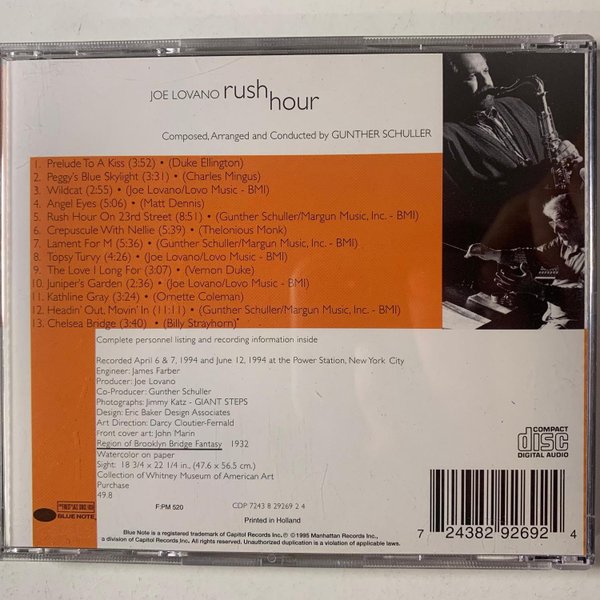 JOE LOVANO rush hour
Composed, Arranged and Conducted by GUNTHER SCHULLER
1. Prelude To A Kiss (3:52) • (Duke Ellington)
2. Peggy's Blue Skylight (3:31) • (Charles Mingus)
3. Wildcat (2:55) • (Joe Lovano/Lovo Music - BMI)
4. Angel Eyes (5:06) • (Matt Dennis)
5. Rush Hour On 23rd Street (8:51) • (Gunther Schuller/Margun Music, Inc. - BMI)
6. Crepuscule With Nellie (5:39) • (Thelonious Monk)
7. Lament For M (5:36) • (Gunther Schuller/Margun Music, Inc. - BMI)
8. Topsy Turvy (4:26) • (Joe Lovano/Lovo Music - BMI)
9. The Love I Long For (3:07) • (Vernon Duke)
10. Juniper's Garden (2:36) • (Joe Lovano/Lovo Music - BMI)
11. Kathline Gray (3:24) • (Ornette Coleman)
12. Headin' Out, Movin' In (11:11) • (Gunther Schuller/Margun Music, Inc. - BMI)
13. Chelsea Bridge (3:40) • (Billy Strayhorn)*
Complete personnel listing and recording information inside
Recorded April 6 & 7, 1994 and June 12, 1994 at the Power Station, New York City
Engineer: James Farber
Producer: Joe Lovano
Co-Producer: Gunther Schuller
Photographs: Jimmy Katz - GIANT STEPS
Design: Eric Baker Design Associates
Art Direction: Darcy Cloutier-Fernald
Front cover art: John Marin
Region of Brooklyn Bridge Fantasy 1932
Watercolor on paper
Sight: 18 3/4 x 22 1/4 in.. (47.6 x 56.5 cm.)
Collection of Whitney Museum of American Art
Purchase
49.8
COMPACT
disc
DIGITAL AUDIO
F:PM 520
CDP 7243 8 29269 2 4
Printed in Holland
BLUE NOTE
Blue Note is a registered trademark of Capitol Records Inc. ℗ ©1995 Manhattan Records Inc.,
a division of Capitol Records Inc. All rights reserved. Unauthorized duplication is a violation of applicable laws.
7 24382 92692 4